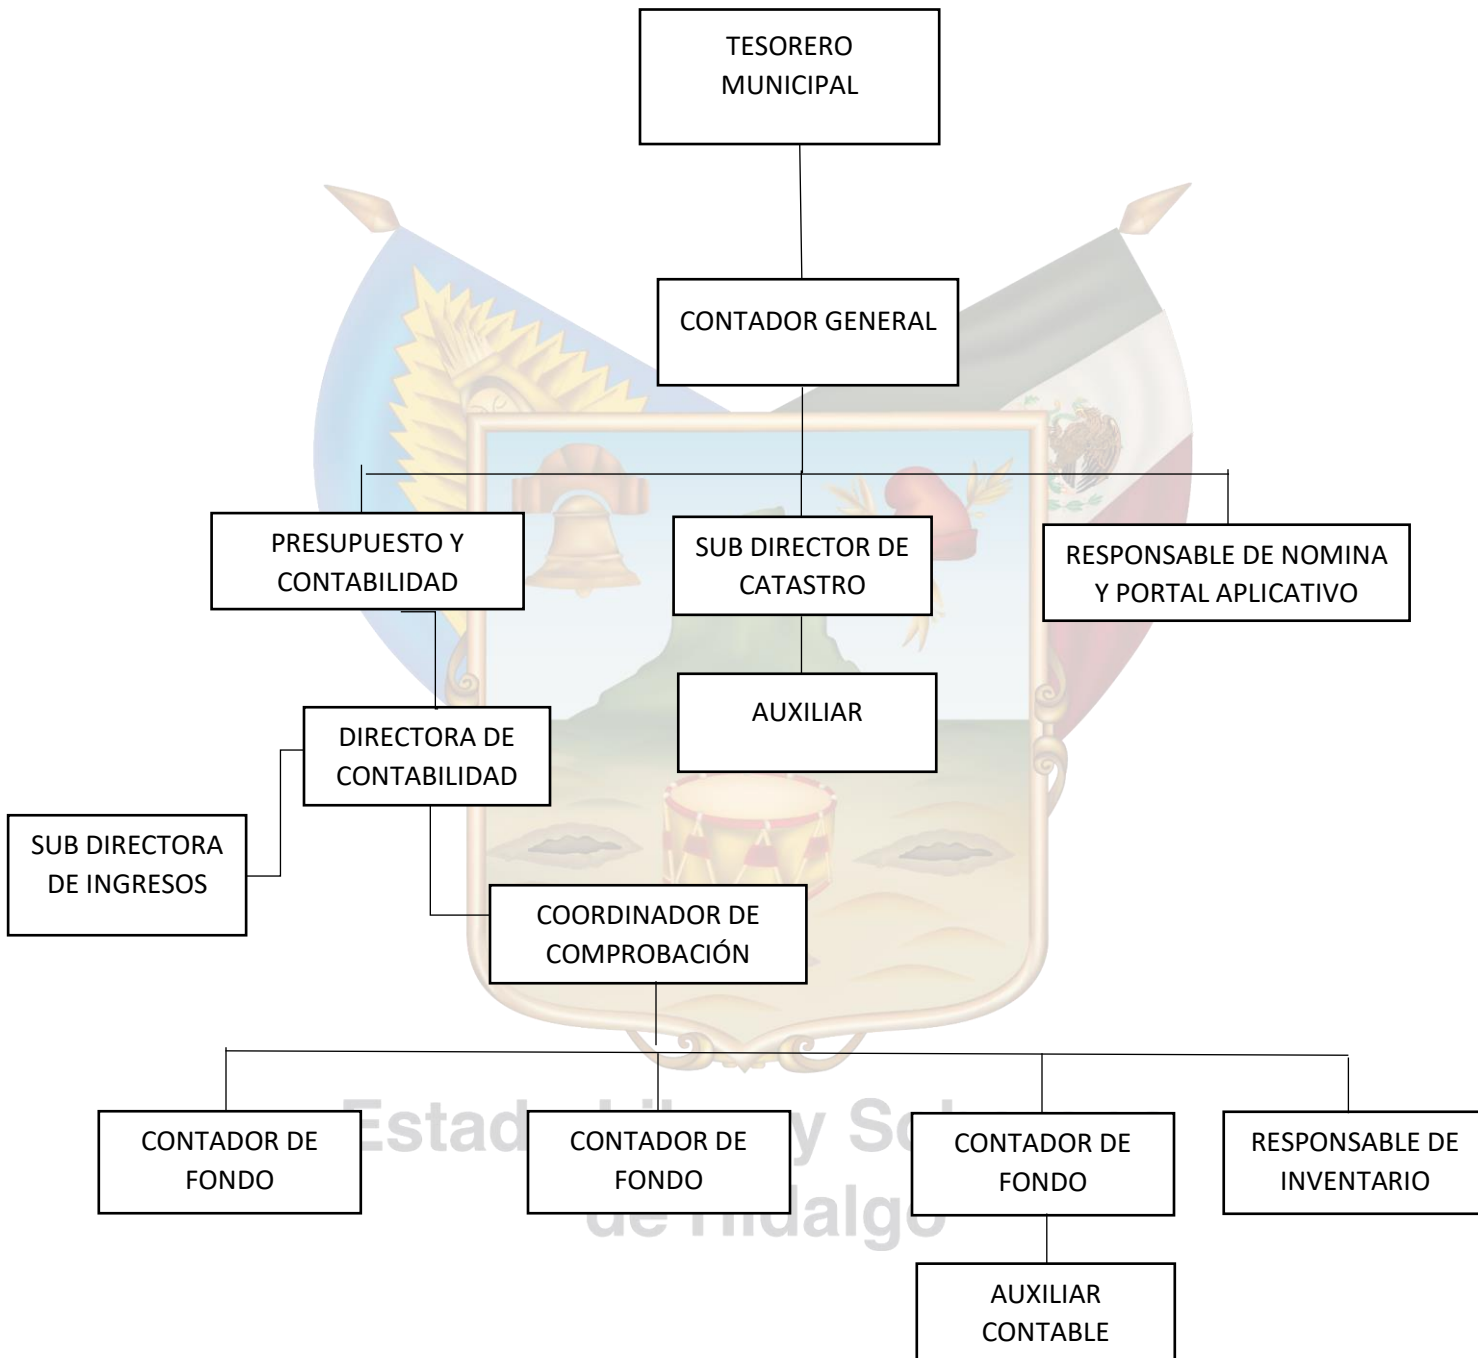 TESORERO
MUNICIPAL
CONTADOR GENERAL
PRESUPUESTO Y
CONTABILIDAD
SUB DIRECTOR DE
CATASTRO
RESPONSABLE DE NOMINA
Y PORTAL APLICATIVO
AUXILIAR
DIRECTORA DE
CONTABILIDAD
SUB DIRECTORA
DE INGRESOS
COORDINADOR DE
COMPROBACIÓN
CONTADOR DE
FONDO
CONTADOR DE
FONDO
CONTADOR DE
FONDO
RESPONSABLE DE
INVENTARIO
AUXILIAR
CONTABLE
y
de Hidalgo